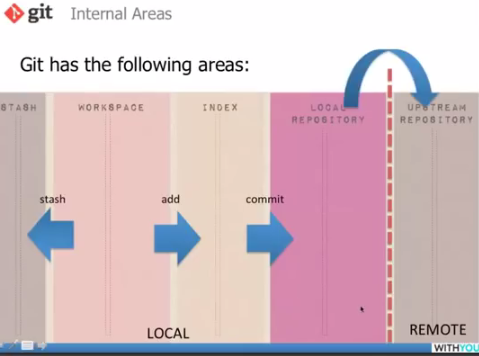 git Internal Areas
Git has the following areas:
STASH WORKSPACE INDEX LOCAL REPOSITORY UPSTREAM REPOSITORY
stash add commit
LOCAL REMOTE
WITHYOU